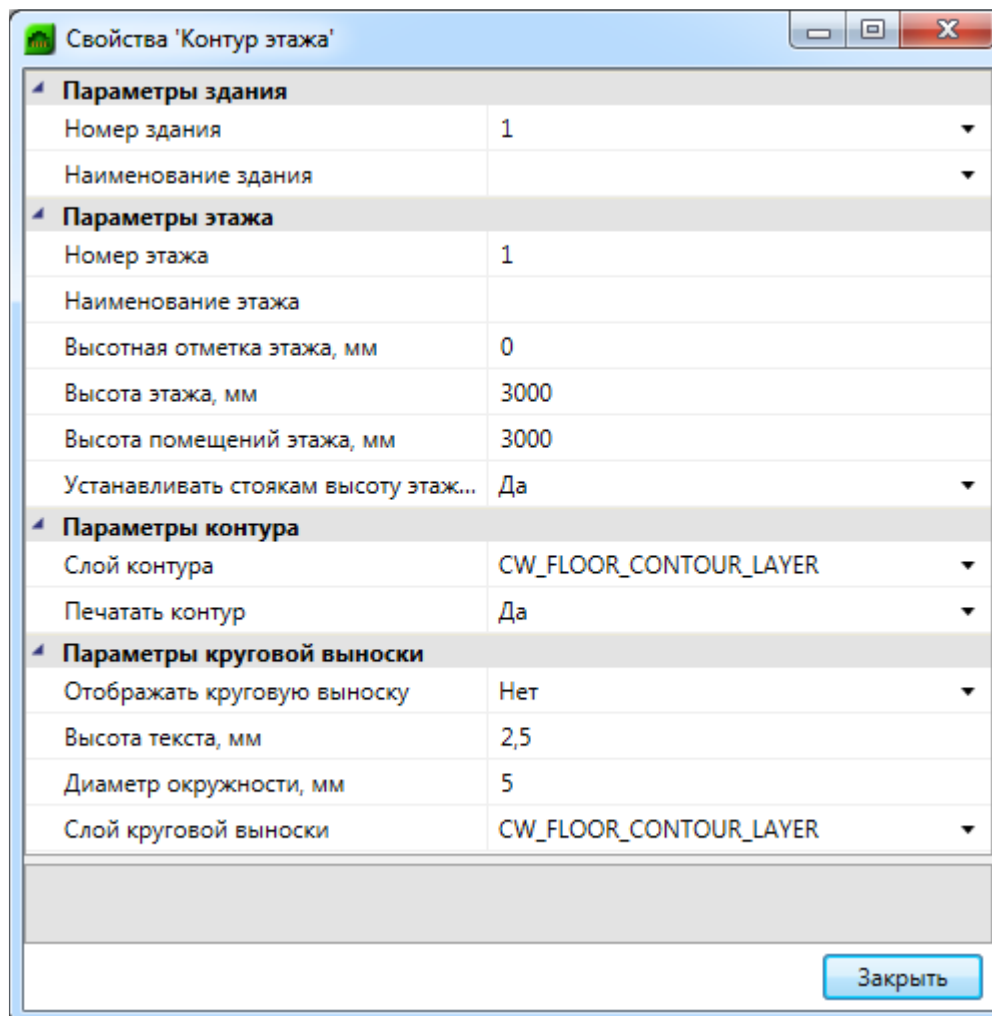 Свойства 'Контур этажа'
Параметры здания
Номер здания 1
Наименование здания
Параметры этажа
Номер этажа 1
Наименование этажа
Высотная отметка этажа, мм 0
Высота этажа, мм 3000
Высота помещений этажа, мм 3000
Устанавливать стоякам высоту этаж... Да
Параметры контура
Слой контура CW_FLOOR_CONTOUR_LAYER
Печатать контур Да
Параметры круговой выноски
Отображать круговую выноску Нет
Высота текста, мм 2,5
Диаметр окружности, мм 5
Слой круговой выноски CW_FLOOR_CONTOUR_LAYER
Закрыть